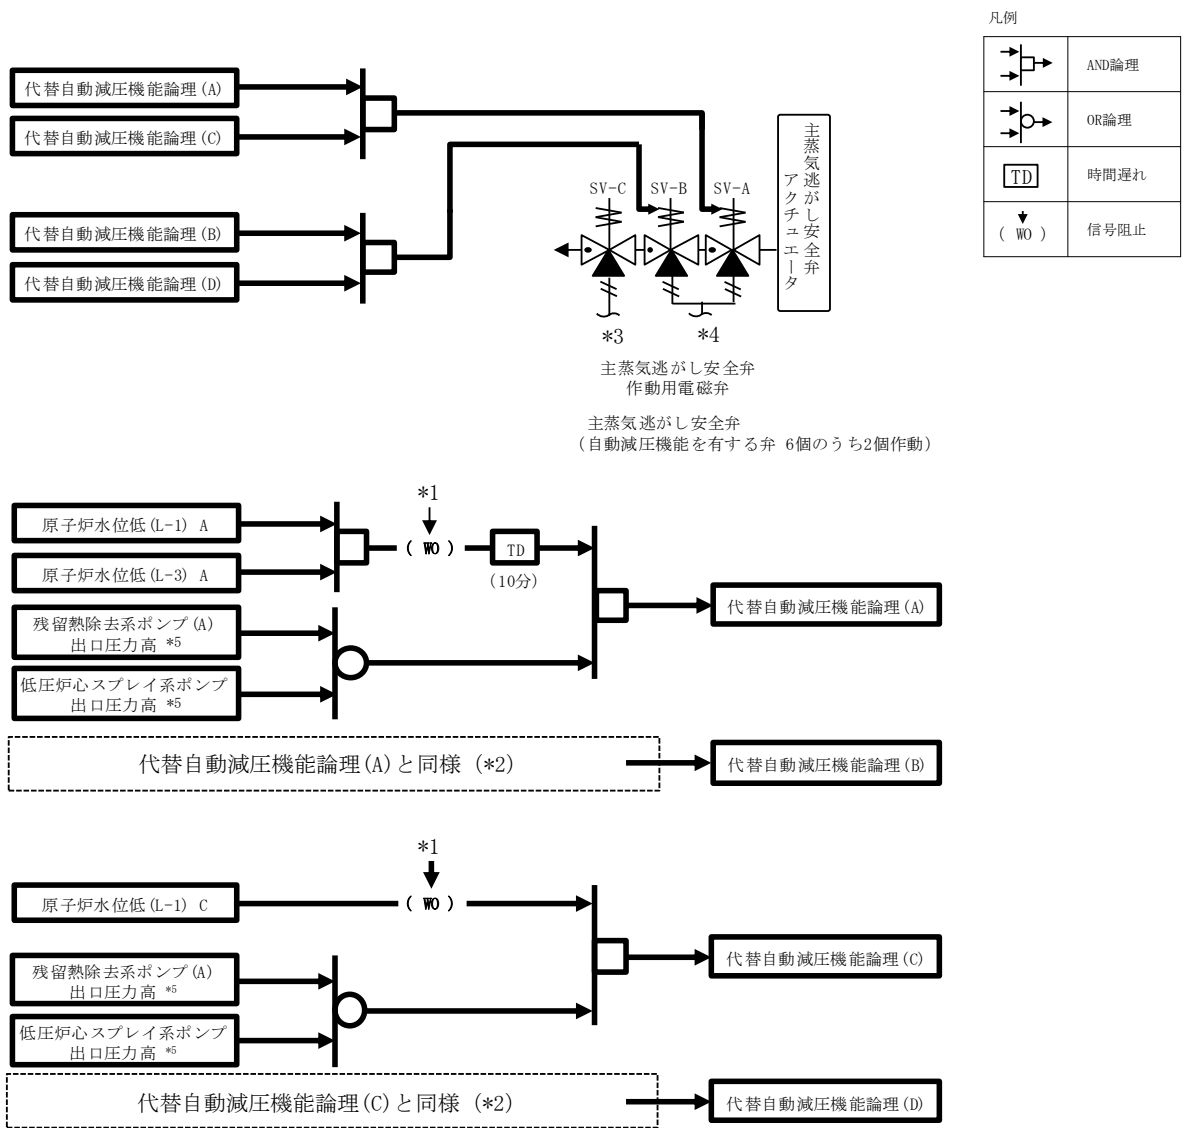 凡例
AND論理
OR論理
TD
時間遅れ
( WO )
信号阻止
代替自動減圧機能論理(A)
代替自動減圧機能論理(C)
代替自動減圧機能論理(B)
代替自動減圧機能論理(D)
SV-C
SV-B
SV-A
主蒸気逃がし安全弁
アクチュエータ
*3
*4
主蒸気逃がし安全弁
作動用電磁弁
主蒸気逃がし安全弁
(自動減圧機能を有する弁 6個のうち2個作動)
*1
原子炉水位低(L-1) A
( WO )
TD
(10分)
原子炉水位低(L-3) A
代替自動減圧機能論理(A)
残留熱除去系ポンプ(A)
出口圧力高 *5
低圧炉心スプレイ系ポンプ
出口圧力高 *5
代替自動減圧機能論理(A)と同様 (*2)
代替自動減圧機能論理(B)
*1
原子炉水位低(L-1) C
( WO )
代替自動減圧機能論理(C)
残留熱除去系ポンプ(A)
出口圧力高 *5
低圧炉心スプレイ系ポンプ
出口圧力高 *5
代替自動減圧機能論理(C)と同様 (*2)
代替自動減圧機能論理(D)